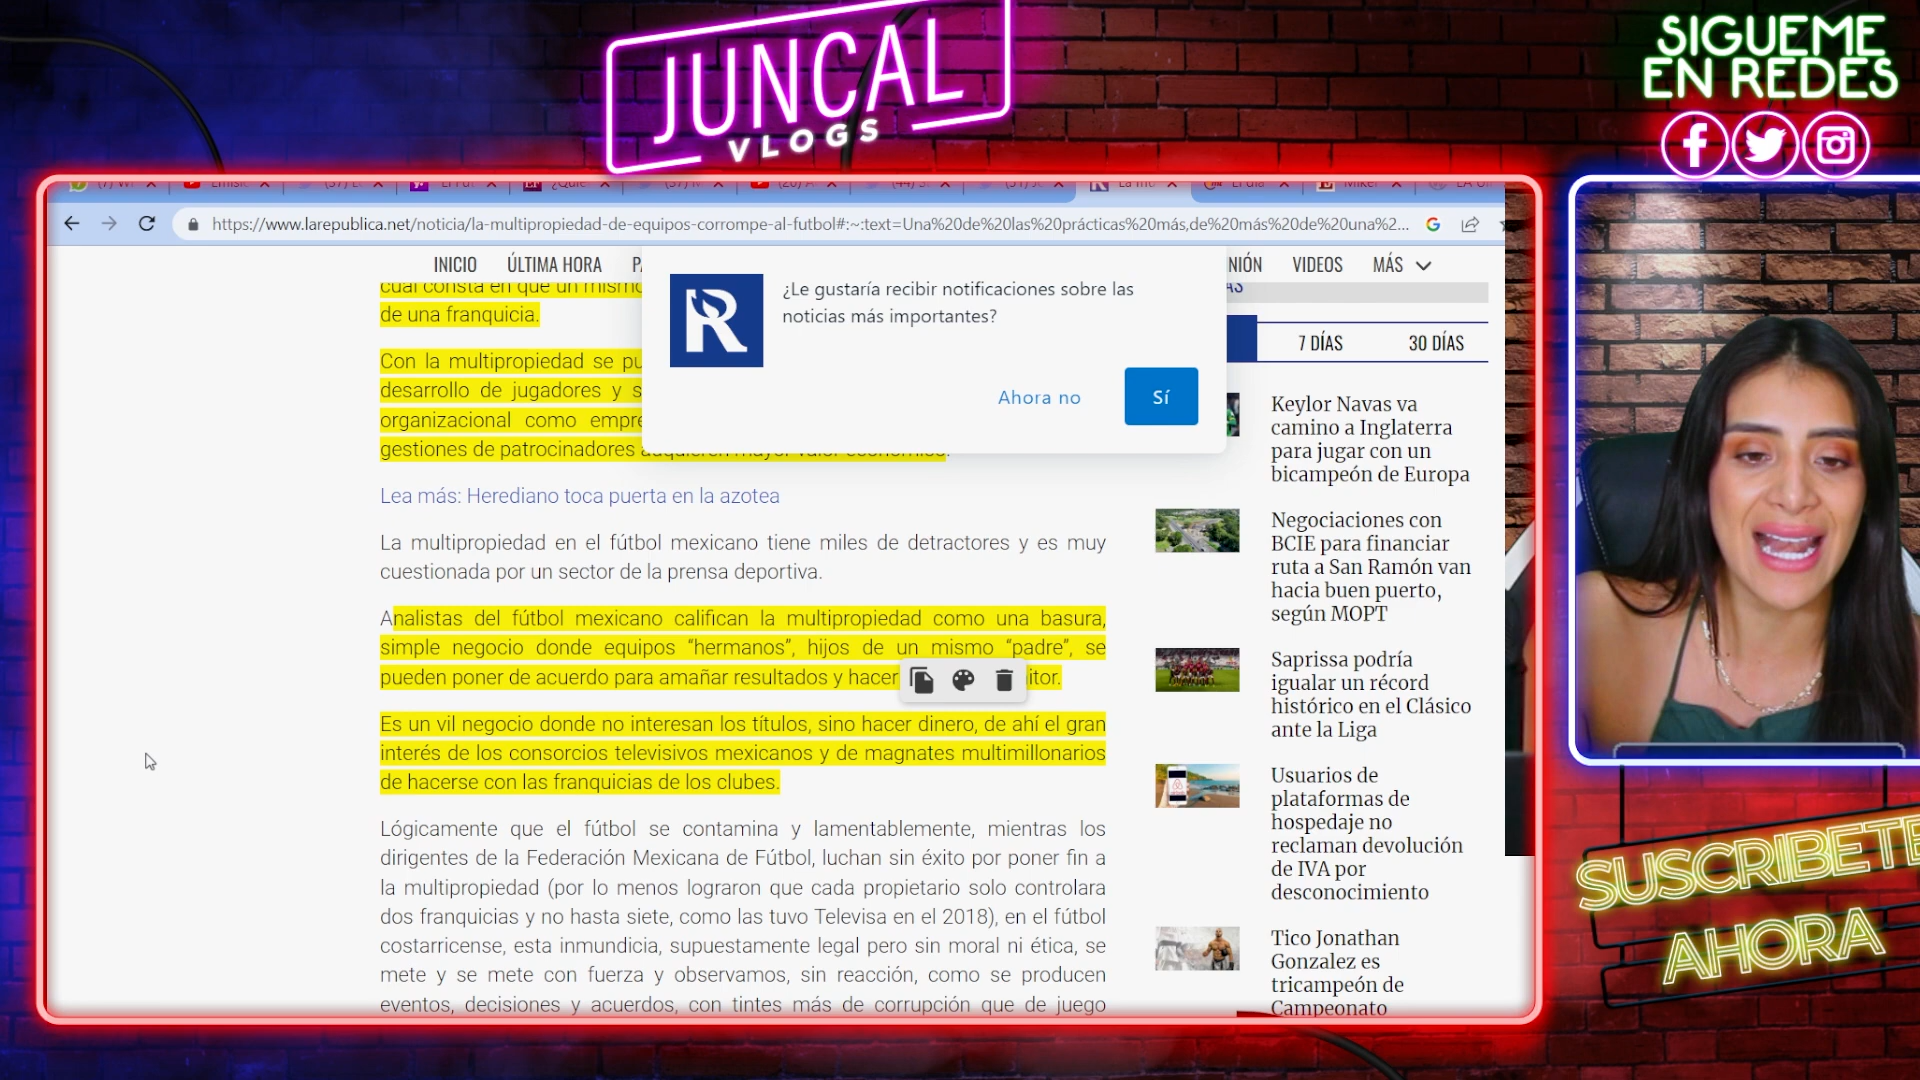 JUNCAL
VLOGS
SIGUEME
EN REDES
https://www.larepublica.net/noticia/la-multipropiedad-de-equipos-corrompe-al-futbol#:~:text=Una%20de%20las%20prácticas%20más,de%20más%20de%20una%2...
INICIO ÚLTIMA HORA
NIÓN VIDEOS MÁS
¿Le gustaría recibir notificaciones sobre las
noticias más importantes?
Ahora no Sí
cual consta en que un mismo
de una franquicia.
Con la multipropiedad se pu
desarrollo de jugadores y s
organizacional como empre
gestiones de patrocinadores adquieren mayor valor económico.
Lea más: Herediano toca puerta en la azotea
La multipropiedad en el fútbol mexicano tiene miles de detractores y es muy
cuestionada por un sector de la prensa deportiva.
Analistas del fútbol mexicano califican la multipropiedad como una basura,
simple negocio donde equipos “hermanos”, hijos de un mismo “padre”, se
pueden poner de acuerdo para amañar resultados y hacer itor.
Es un vil negocio donde no interesan los títulos, sino hacer dinero, de ahí el gran
interés de los consorcios televisivos mexicanos y de magnates multimillonarios
de hacerse con las franquicias de los clubes.
Lógicamente que el fútbol se contamina y lamentablemente, mientras los
dirigentes de la Federación Mexicana de Fútbol, luchan sin éxito por poner fin a
la multipropiedad (por lo menos lograron que cada propietario solo controlara
dos franquicias y no hasta siete, como las tuvo Televisa en el 2018), en el fútbol
costarricense, esta inmundicia, supuestamente legal pero sin moral ni ética, se
mete y se mete con fuerza y observamos, sin reacción, como se producen
eventos, decisiones y acuerdos, con tintes más de corrupción que de juego
7 DÍAS 30 DÍAS
Keylor Navas va
camino a Inglaterra
para jugar con un
bicampeón de Europa
Negociaciones con
BCIE para financiar
ruta a San Ramón van
hacia buen puerto,
según MOPT
Saprissa podría
igualar un récord
histórico en el Clásico
ante la Liga
Usuarios de
plataformas de
hospedaje no
reclaman devolución
de IVA por
desconocimiento
Tico Jonathan
Gonzalez es
tricampeón de
Campeonato
SUSCRIBETE
AHORA